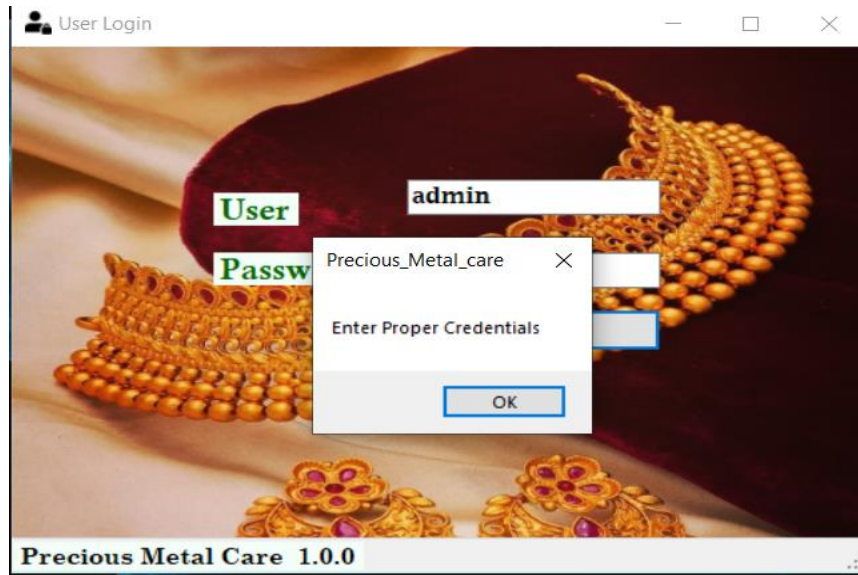 User Login
User
admin
Passw
Precious_Metal_care
Enter Proper Credentials
OK
Precious Metal Care 1.0.0